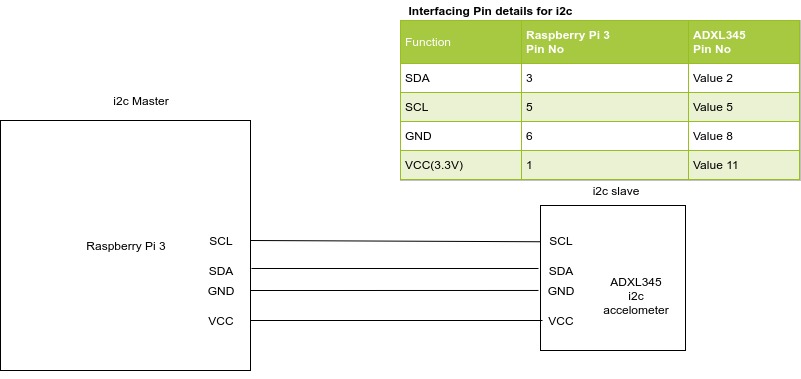 Interfacing Pin details for i2c
Function
Raspberry Pi 3
Pin No
ADXL345
Pin No
SDA 3 Value 2
SCL 5 Value 5
GND 6 Value 8
VCC(3.3V) 1 Value 11
i2c Master
i2c slave
Raspberry Pi 3
SCL
SDA
GND
VCC
SCL
SDA
GND
VCC
ADXL345
i2c
accelometer